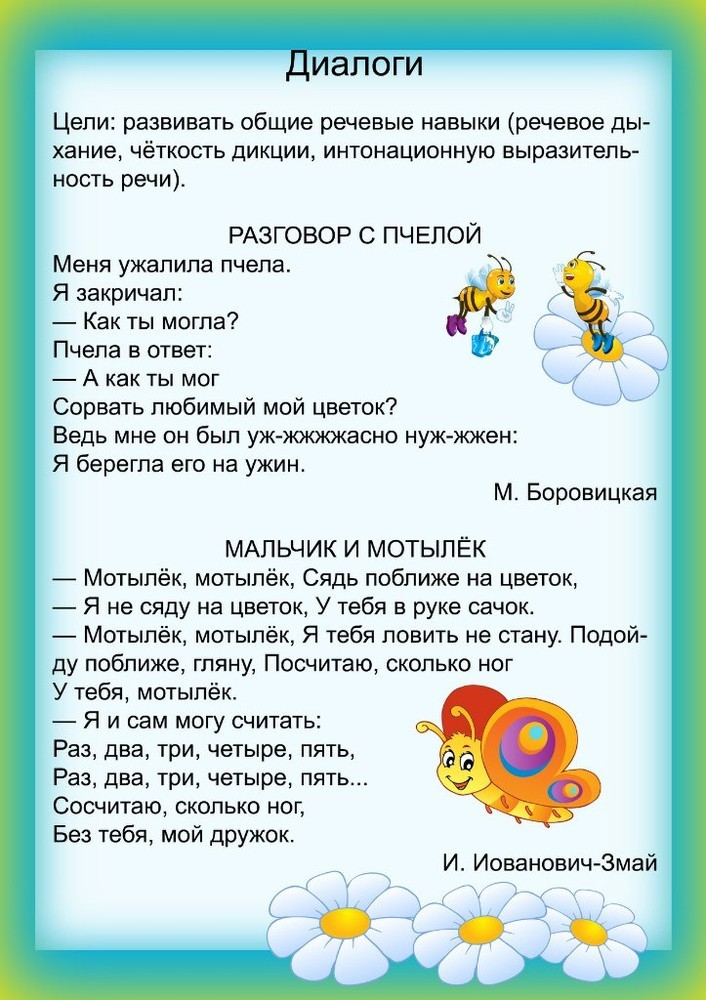 Диалоги
Цели: развивать общие речевые навыки (речевое ды-
хание, чёткость дикции, интонационную выразитель-
ность речи).
РАЗГОВОР С ПЧЕЛОЙ
Меня ужалила пчела.
Я закричал:
— Как ты могла?
Пчела в ответ:
— А как ты мог
Сорвать любимый мой цветок?
Ведь мне он был уж-жжжжасно нуж-жжен:
Я берегла его на ужин.
М. Боровицкая
МАЛЬЧИК И МОТЫЛЁК
— Мотылёк, мотылёк, Сядь поближе на цветок,
— Я не сяду на цветок, У тебя в руке сачок.
— Мотылёк, мотылёк, Я тебя ловить не стану. Подой-
ду поближе, гляну, Посчитаю, сколько ног
У тебя, мотылёк.
— Я и сам могу считать:
Раз, два, три, четыре, пять,
Раз, два, три, четыре, пять...
Сосчитаю, сколько ног,
Без тебя, мой дружок.
И. Иованович-Змай